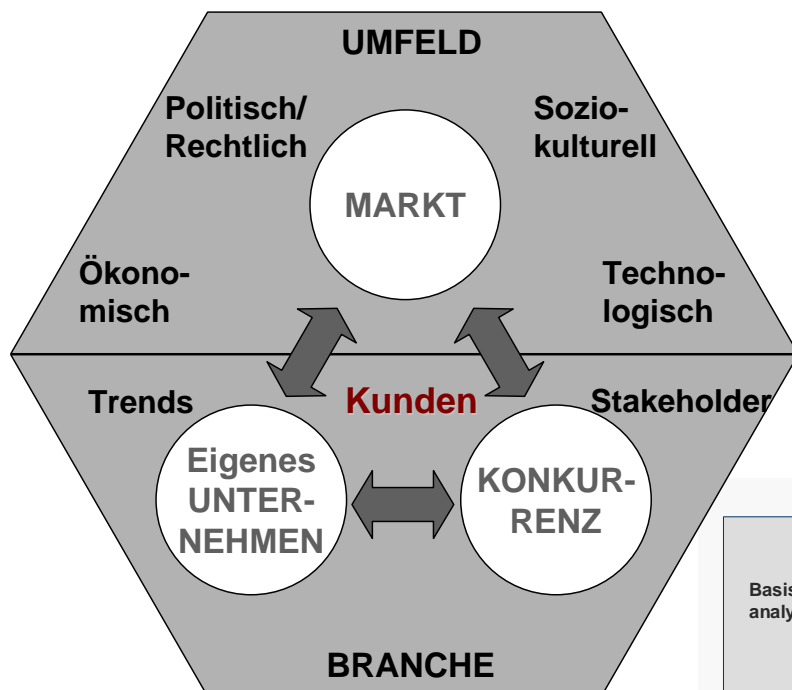 UMFELD
Politisch/
Rechtlich
Sozio-
kulturell
MARKT
Ökono-
misch
Techno-
logisch
Trends
Kunden
Stakeholder
Eigenes
UNTER-
NEHMEN
KONKUR-
RENZ
BRANCHE